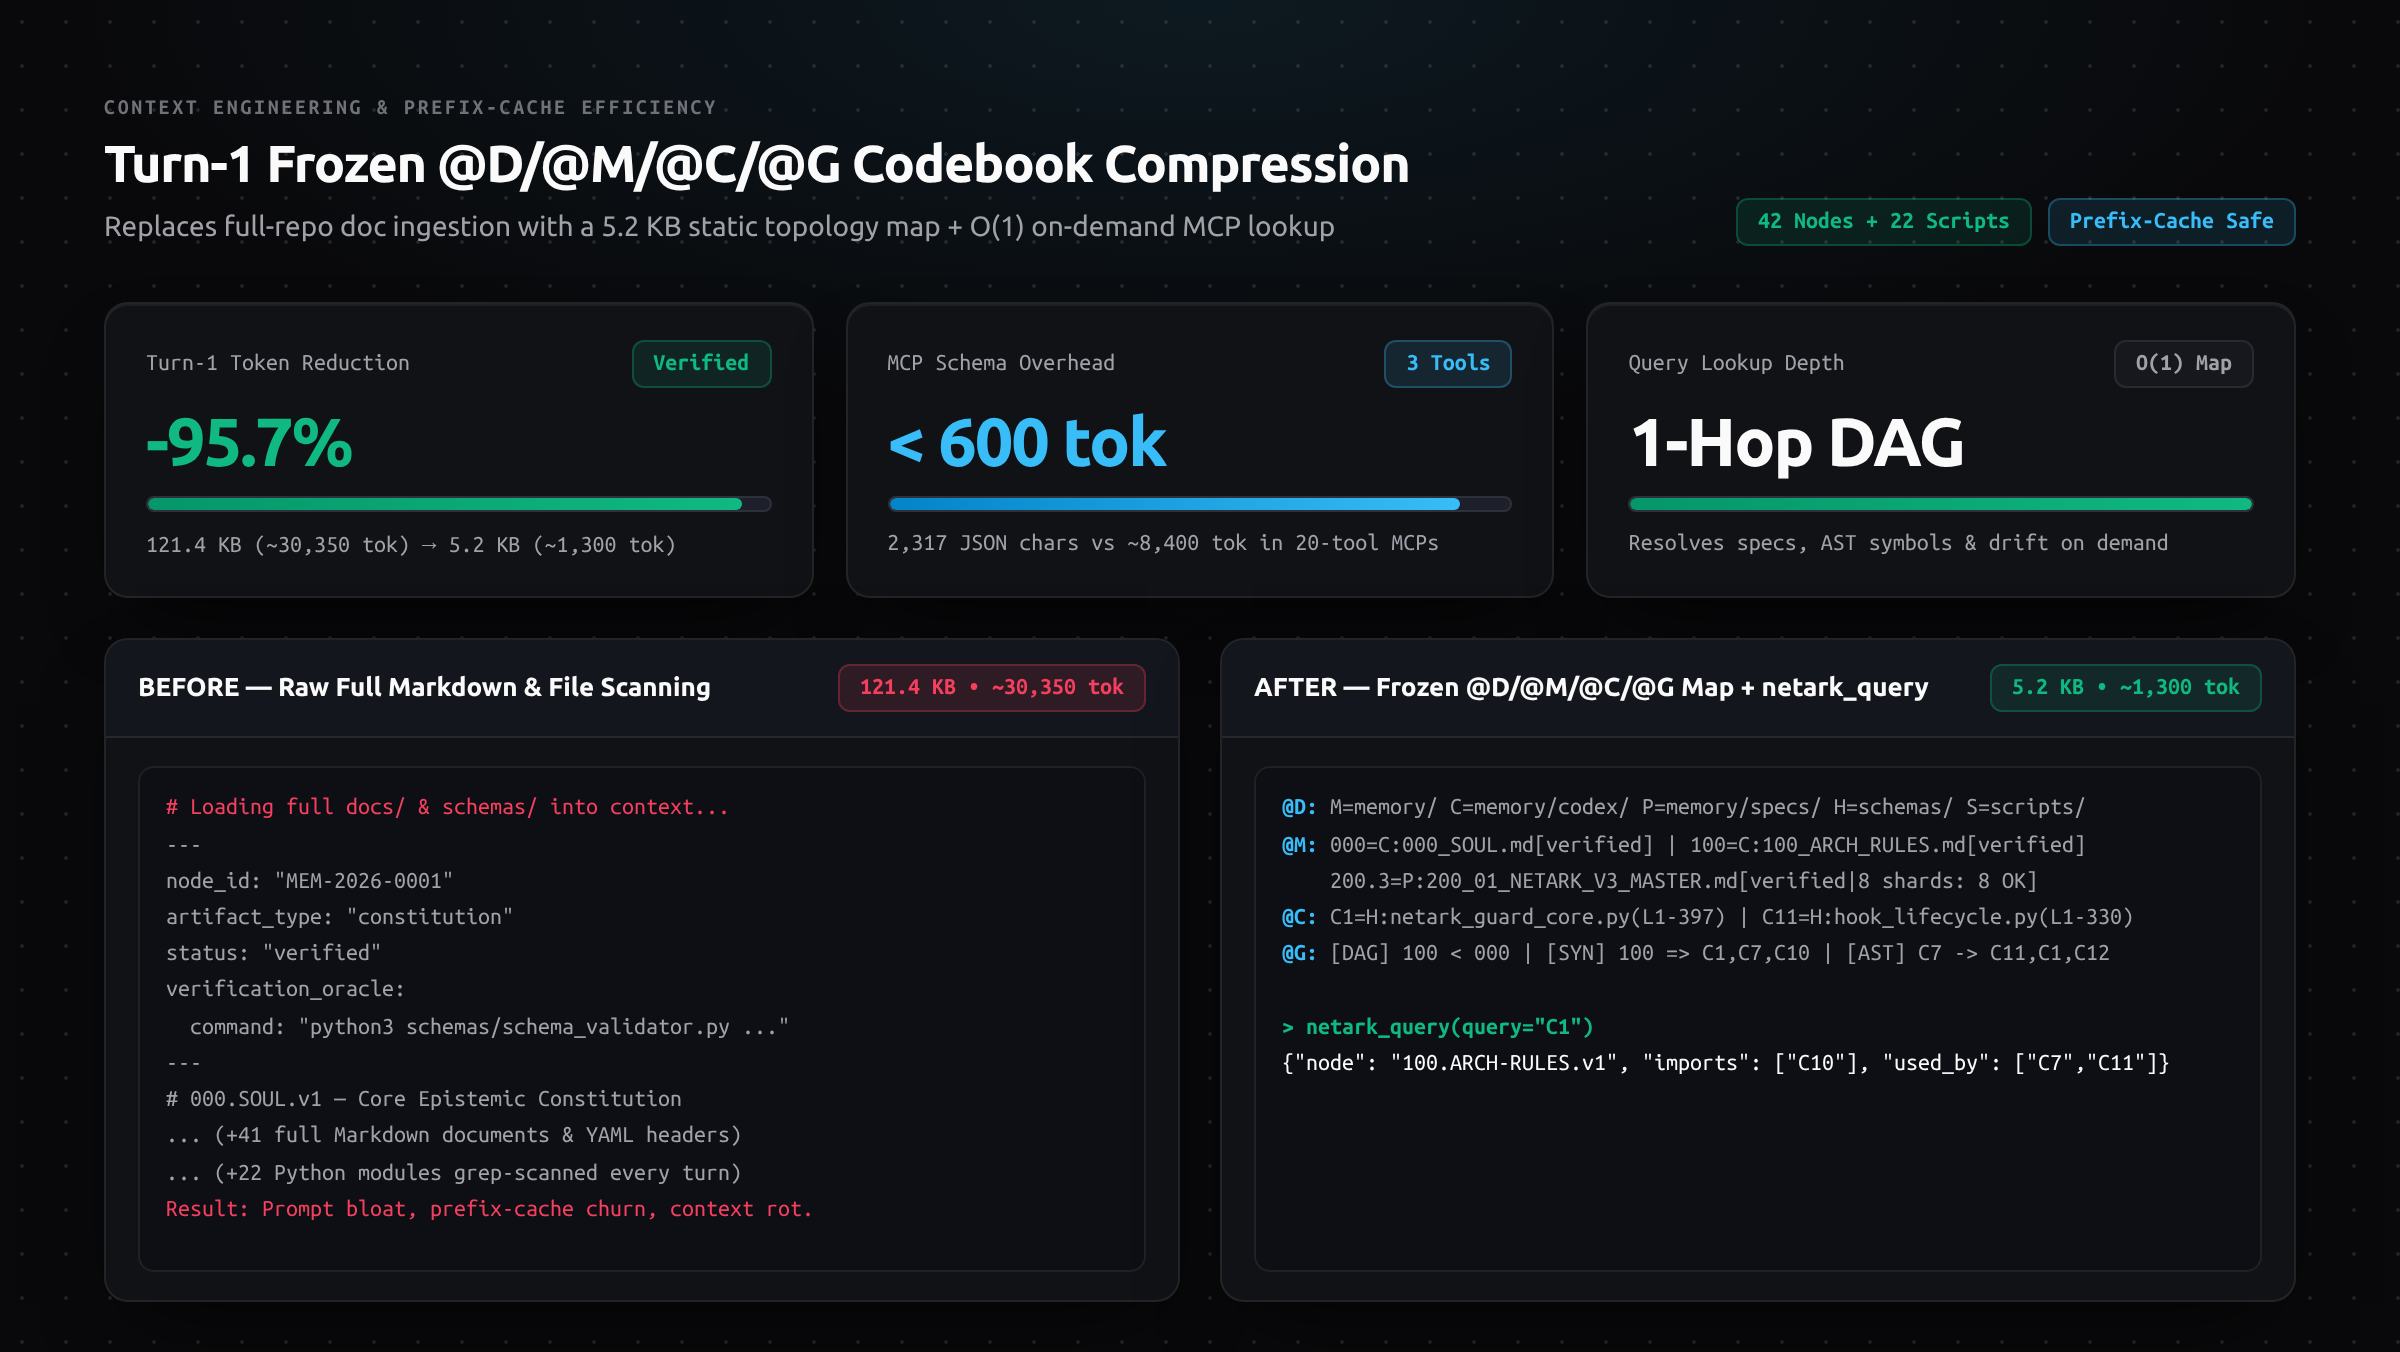 CONTEXT ENGINEERING & PREFIX-CACHE EFFICIENCY
Turn-1 Frozen @D/@M/@C/@G Codebook Compression
Replaces full-repo doc ingestion with a 5.2 KB static topology map + O(1) on-demand MCP lookup
42 Nodes + 22 Scripts
Prefix-Cache Safe
Turn-1 Token Reduction
Verified
-95.7%
121.4 KB (~30,350 tok) → 5.2 KB (~1,300 tok)
MCP Schema Overhead
3 Tools
< 600 tok
2,317 JSON chars vs ~8,400 tok in 20-tool MCPs
Query Lookup Depth
O(1) Map
1-Hop DAG
Resolves specs, AST symbols & drift on demand
BEFORE — Raw Full Markdown & File Scanning
121.4 KB • ~30,350 tok
# Loading full docs/ & schemas/ into context...
---
node_id: "MEM-2026-0001"
artifact_type: "constitution"
status: "verified"
verification_oracle:
  command: "python3 schemas/schema_validator.py ..."
---
# 000.SOUL.v1 — Core Epistemic Constitution
... (+41 full Markdown documents & YAML headers)
... (+22 Python modules grep-scanned every turn)
Result: Prompt bloat, prefix-cache churn, context rot.
AFTER — Frozen @D/@M/@C/@G Map + netark_query
5.2 KB • ~1,300 tok
@D: M=memory/ C=memory/codex/ P=memory/specs/ H=schemas/ S=scripts/
@M: 000=C:000_SOUL.md[verified] | 100=C:100_ARCH_RULES.md[verified]
    200.3=P:200_01_NETARK_V3_MASTER.md[verified|8 shards: 8 OK]
@C: C1=H:netark_guard_core.py(L1-397) | C11=H:hook_lifecycle.py(L1-330)
@G: [DAG] 100 < 000 | [SYN] 100 => C1,C7,C10 | [AST] C7 -> C11,C1,C12
> netark_query(query="C1")
{"node": "100.ARCH-RULES.v1", "imports": ["C10"], "used_by": ["C7","C11"]}